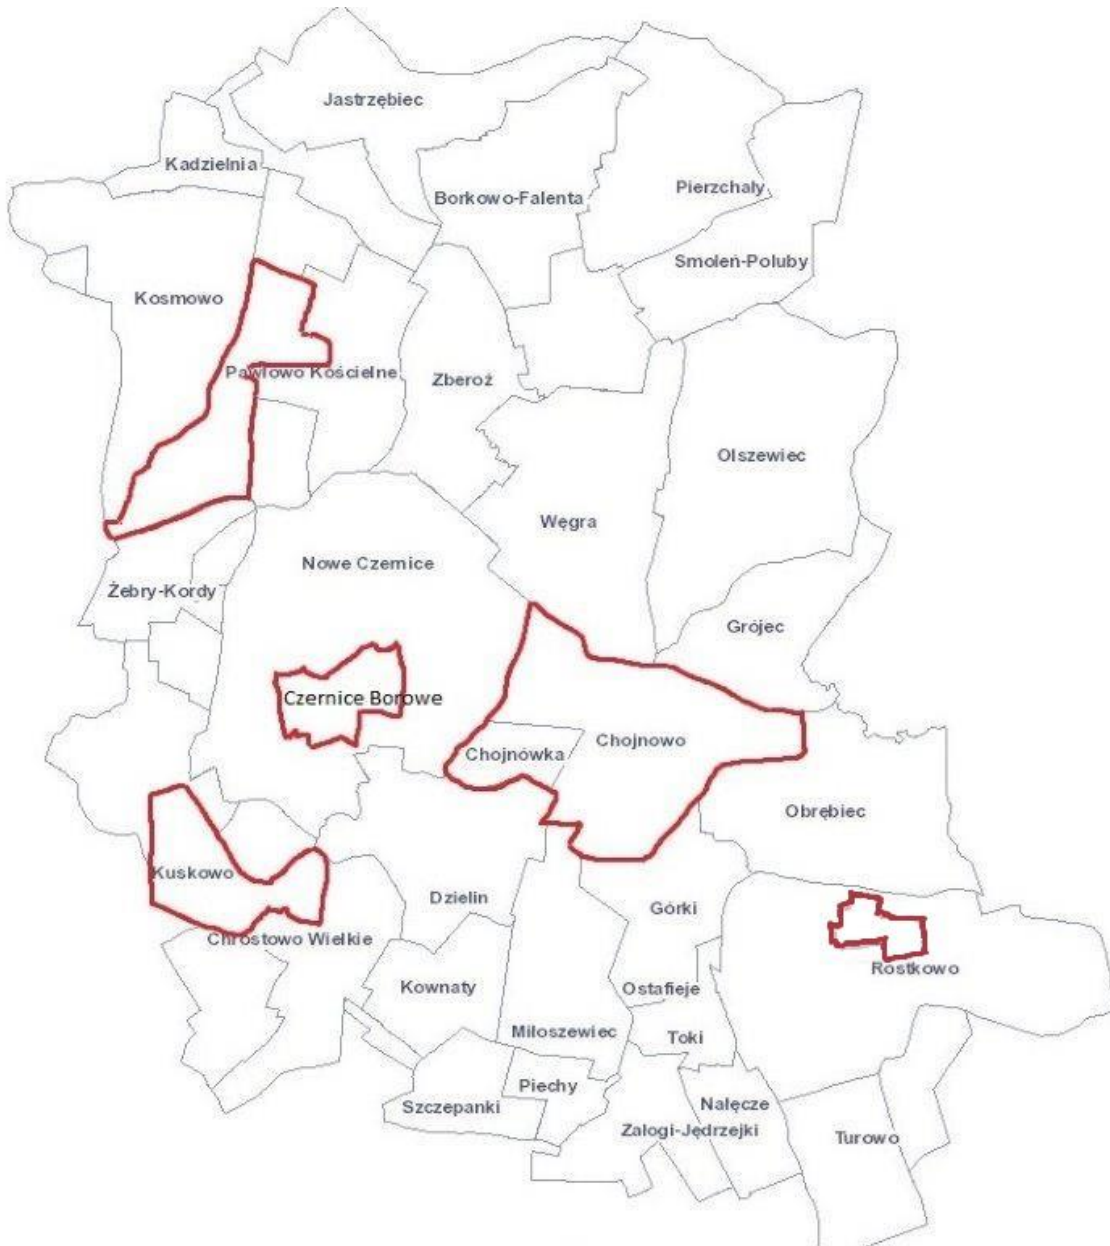 Jastrzębiec
Kadzielnia
Borkowo-Falenta
Pierzchały
Smoleń-Poluby
Kosmowo
Pawłowo Kościelne
Zberoż
Olszewiec
Węgra
Nowe Czernice
Żebry-Kordy
Grójec
Czernice Borowe
Chojnowo
Chojnówka
Obrębiec
Kuskowo
Dzielin
Górki
Chrostowo Wielkie
Rostkowo
Kownaty
Ostafieje
Miłoszewiec
Toki
Piechy
Szczepanki
Nałęcze
Załogi-Jędrzejki
Turowo